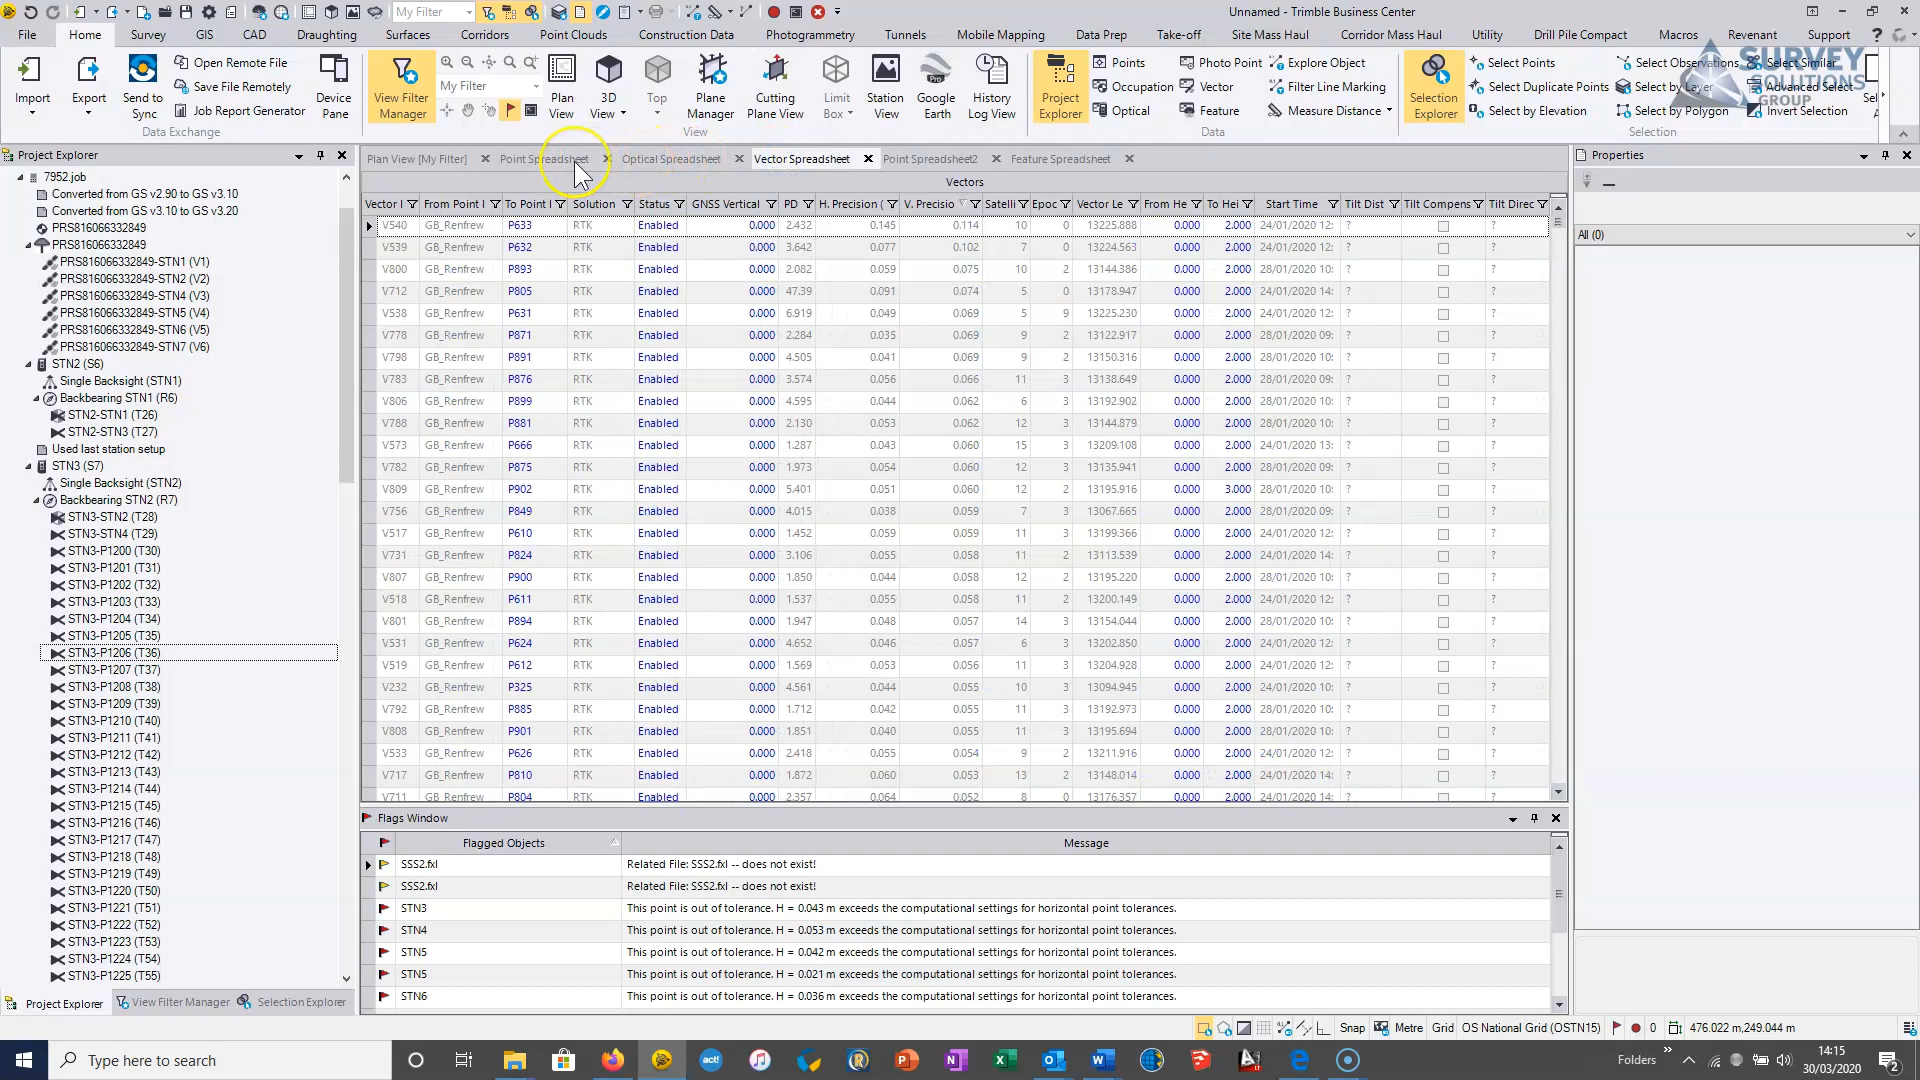 My Filter
Unnamed - Trimble Business Center
File Home Survey GIS CAD Draughting Surfaces Corridors Point Clouds Construction Data Photogrammetry Tunnels Mobile Mapping Data Prep Take-off Site Mass Haul Corridor Mass Haul Utility Drill Pile Compact Macros Revenant Support
Import Export Send to Sync
Open Remote File
Save File Remotely
Job Report Generator
Device Pane
Data Exchange
View Filter Manager
My Filter
Plan View 3D View Top Plane Manager Cutting Plane View Limit Box Station View Google Earth History Log View
View
Project Explorer
Points Photo Point Explore Object
Occupation Vector Filter Line Marking
Optical Feature Measure Distance
Data
Selection Explorer
Select Points Select Observations Select Similar
Select Duplicate Points Select by Layer Advanced Select
Select by Elevation Select by Polygon Invert Selection
Selection
SURVEY
SOLUTIONS
GROUP
Project Explorer
7952.job
Converted from GS v2.90 to GS v3.10
Converted from GS v3.10 to GS v3.20
PRS816066332849
PRS816066332849
PRS816066332849-STN1 (V1)
PRS816066332849-STN2 (V2)
PRS816066332849-STN4 (V3)
PRS816066332849-STN5 (V4)
PRS816066332849-STN6 (V5)
PRS816066332849-STN7 (V6)
STN2 (S6)
Single Backsight (STN1)
Backbearing STN1 (R6)
STN2-STN1 (T26)
STN2-STN3 (T27)
Used last station setup
STN3 (S7)
Single Backsight (STN2)
Backbearing STN2 (R7)
STN3-STN2 (T28)
STN3-STN4 (T29)
STN3-P1200 (T30)
STN3-P1201 (T31)
STN3-P1202 (T32)
STN3-P1203 (T33)
STN3-P1204 (T34)
STN3-P1205 (T35)
STN3-P1206 (T36)
STN3-P1207 (T37)
STN3-P1208 (T38)
STN3-P1209 (T39)
STN3-P1210 (T40)
STN3-P1211 (T41)
STN3-P1212 (T42)
STN3-P1213 (T43)
STN3-P1214 (T44)
STN3-P1215 (T45)
STN3-P1216 (T46)
STN3-P1217 (T47)
STN3-P1218 (T48)
STN3-P1219 (T49)
STN3-P1220 (T50)
STN3-P1221 (T51)
STN3-P1222 (T52)
STN3-P1223 (T53)
STN3-P1224 (T54)
STN3-P1225 (T55)
Project Explorer View Filter Manager Selection Explorer
Plan View [My Filter] Point Spreadsheet Optical Spreadsheet Vector Spreadsheet Point Spreadsheet2 Feature Spreadsheet
Vectors
Vector I From Point I To Point I Solution Status GNSS Vertical PD H. Precision ( V. Precisio Satelli Epoc Vector Le From He To Hei Start Time Tilt Dist Tilt Compens Tilt Direc
V540 GB_Renfrew P633 RTK Enabled 0.000 2.432 0.145 0.114 10 0 13225.888 0.000 2.000 24/01/2020 12: ? ?
V539 GB_Renfrew P632 RTK Enabled 0.000 3.642 0.077 0.102 7 0 13224.563 0.000 2.000 24/01/2020 12: ? ?
V800 GB_Renfrew P893 RTK Enabled 0.000 2.082 0.059 0.075 10 2 13144.386 0.000 2.000 28/01/2020 10: ? ?
V712 GB_Renfrew P805 RTK Enabled 0.000 47.39 0.091 0.074 5 0 13178.947 0.000 2.000 24/01/2020 14: ? ?
V538 GB_Renfrew P631 RTK Enabled 0.000 6.919 0.049 0.069 5 9 13225.230 0.000 2.000 24/01/2020 12: ? ?
V778 GB_Renfrew P871 RTK Enabled 0.000 2.284 0.035 0.069 9 2 13122.917 0.000 2.000 28/01/2020 09: ? ?
V798 GB_Renfrew P891 RTK Enabled 0.000 4.505 0.041 0.069 9 2 13150.316 0.000 2.000 28/01/2020 10: ? ?
V783 GB_Renfrew P876 RTK Enabled 0.000 3.574 0.056 0.066 11 3 13138.649 0.000 2.000 28/01/2020 09: ? ?
V806 GB_Renfrew P899 RTK Enabled 0.000 4.595 0.044 0.062 6 3 13192.902 0.000 2.000 28/01/2020 10: ? ?
V788 GB_Renfrew P881 RTK Enabled 0.000 2.130 0.053 0.062 12 3 13144.879 0.000 2.000 28/01/2020 09: ? ?
V573 GB_Renfrew P666 RTK Enabled 0.000 1.287 0.043 0.060 15 3 13209.108 0.000 2.000 24/01/2020 13: ? ?
V782 GB_Renfrew P875 RTK Enabled 0.000 1.973 0.054 0.060 12 3 13135.941 0.000 2.000 28/01/2020 09: ? ?
V809 GB_Renfrew P902 RTK Enabled 0.000 5.401 0.051 0.060 12 2 13195.916 0.000 3.000 28/01/2020 10: ? ?
V756 GB_Renfrew P849 RTK Enabled 0.000 4.015 0.038 0.059 7 3 13067.665 0.000 2.000 28/01/2020 09: ? ?
V517 GB_Renfrew P610 RTK Enabled 0.000 1.452 0.059 0.059 11 3 13199.366 0.000 2.000 24/01/2020 12: ? ?
V731 GB_Renfrew P824 RTK Enabled 0.000 3.106 0.055 0.058 11 2 13113.539 0.000 2.000 24/01/2020 14: ? ?
V807 GB_Renfrew P900 RTK Enabled 0.000 1.850 0.044 0.058 12 2 13195.220 0.000 2.000 28/01/2020 10: ? ?
V518 GB_Renfrew P611 RTK Enabled 0.000 1.537 0.055 0.058 11 3 13200.149 0.000 2.000 24/01/2020 12: ? ?
V801 GB_Renfrew P894 RTK Enabled 0.000 1.947 0.048 0.057 14 3 13154.044 0.000 2.000 28/01/2020 10: ? ?
V531 GB_Renfrew P624 RTK Enabled 0.000 4.652 0.046 0.057 6 3 13202.850 0.000 2.000 24/01/2020 12: ? ?
V519 GB_Renfrew P612 RTK Enabled 0.000 1.569 0.053 0.056 11 3 13204.928 0.000 2.000 24/01/2020 12: ? ?
V232 GB_Renfrew P325 RTK Enabled 0.000 4.561 0.044 0.055 10 3 13094.945 0.000 2.000 24/01/2020 10: ? ?
V792 GB_Renfrew P885 RTK Enabled 0.000 1.712 0.042 0.055 11 3 13192.973 0.000 2.000 28/01/2020 10: ? ?
V808 GB_Renfrew P901 RTK Enabled 0.000 1.851 0.040 0.055 11 3 13195.694 0.000 2.000 28/01/2020 10: ? ?
V533 GB_Renfrew P626 RTK Enabled 0.000 2.418 0.055 0.054 9 2 13211.916 0.000 2.000 24/01/2020 12: ? ?
V717 GB_Renfrew P810 RTK Enabled 0.000 1.872 0.060 0.053 13 2 13148.014 0.000 2.000 24/01/2020 14: ? ?
V711 GB_Renfrew P804 RTK Enabled 0.000 2.357 0.064 0.052 8 0 13176.357 0.000 2.000 24/01/2020 14: ? ?
Flags Window
Flagged Objects Message
SSS2.fxl Related File: SSS2.fxl -- does not exist!
SSS2.fxl Related File: SSS2.fxl -- does not exist!
STN3 This point is out of tolerance. H = 0.043 m exceeds the computational settings for horizontal point tolerances.
STN4 This point is out of tolerance. H = 0.053 m exceeds the computational settings for horizontal point tolerances.
STN5 This point is out of tolerance. H = 0.042 m exceeds the computational settings for horizontal point tolerances.
STN5 This point is out of tolerance. H = 0.021 m exceeds the computational settings for horizontal point tolerances.
STN6 This point is out of tolerance. H = 0.036 m exceeds the computational settings for horizontal point tolerances.
Properties
All (0)
Snap Metre Grid OS National Grid (OSTN15) 0 476.022 m,249.044 m
Type here to search
act!
Folders
14:15
30/03/2020
2